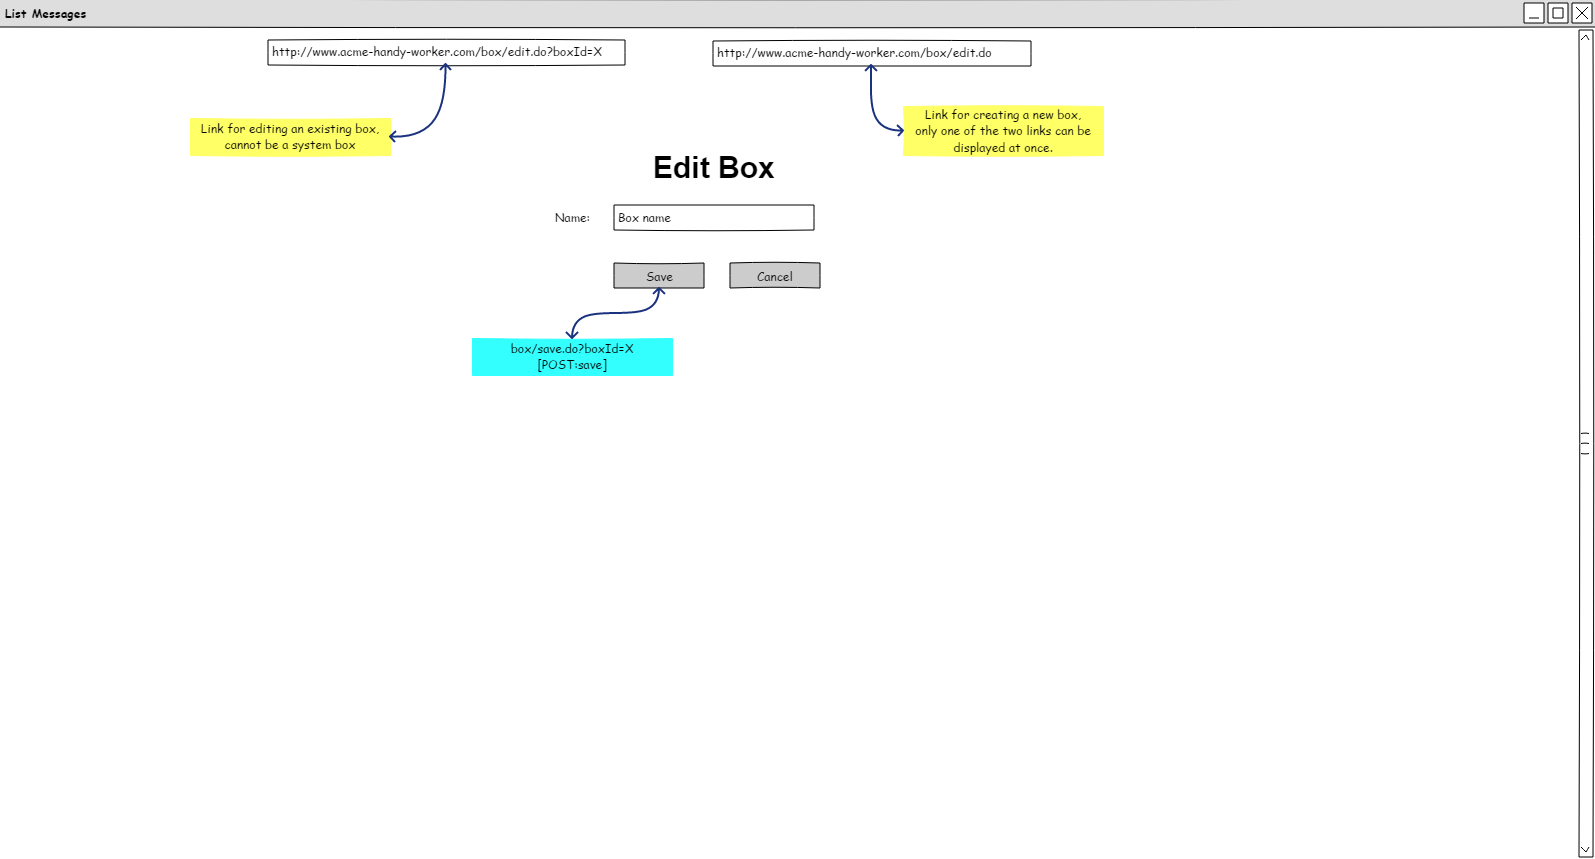 List Messages
http://www.acme-handy-worker.com/box/edit.do?boxId=X
http://www.acme-handy-worker.com/box/edit.do
Link for editing an existing box,
cannot be a system box
Link for creating a new box,
only one of the two links can be
displayed at once.
Edit Box
Name:
Box name
Save
Cancel
box/save.do?boxId=X
[POST:save]